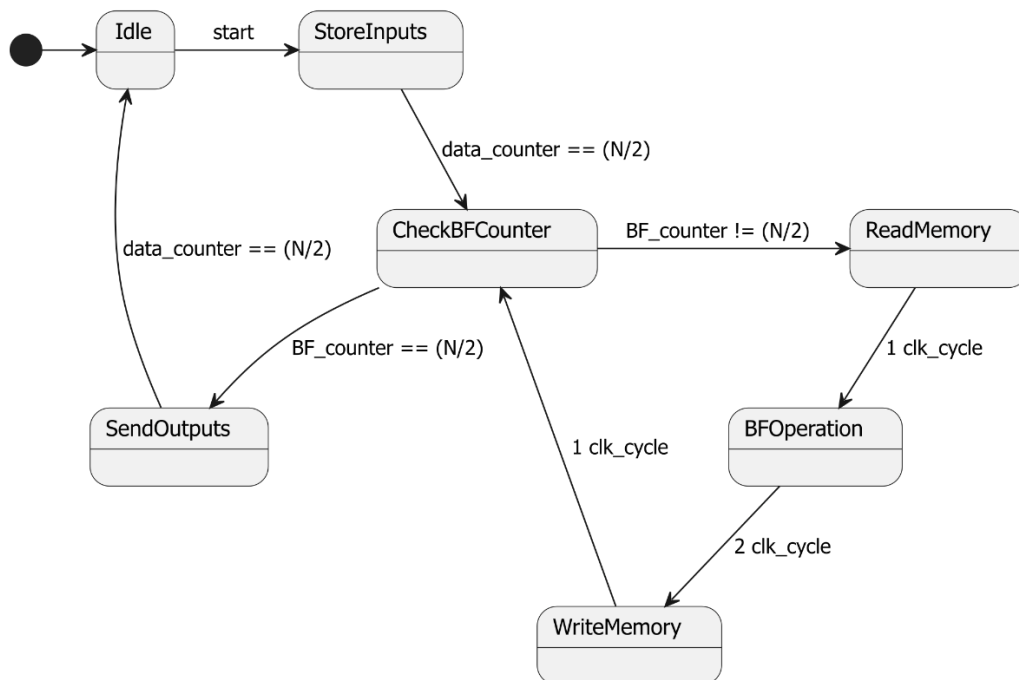 Idle
start
StoreInputs
data_counter == (N/2)
CheckBFCounter
BF_counter != (N/2)
ReadMemory
data_counter == (N/2)
BF_counter == (N/2)
1 clk_cycle
SendOutputs
BFOperation
1 clk_cycle
2 clk_cycle
WriteMemory